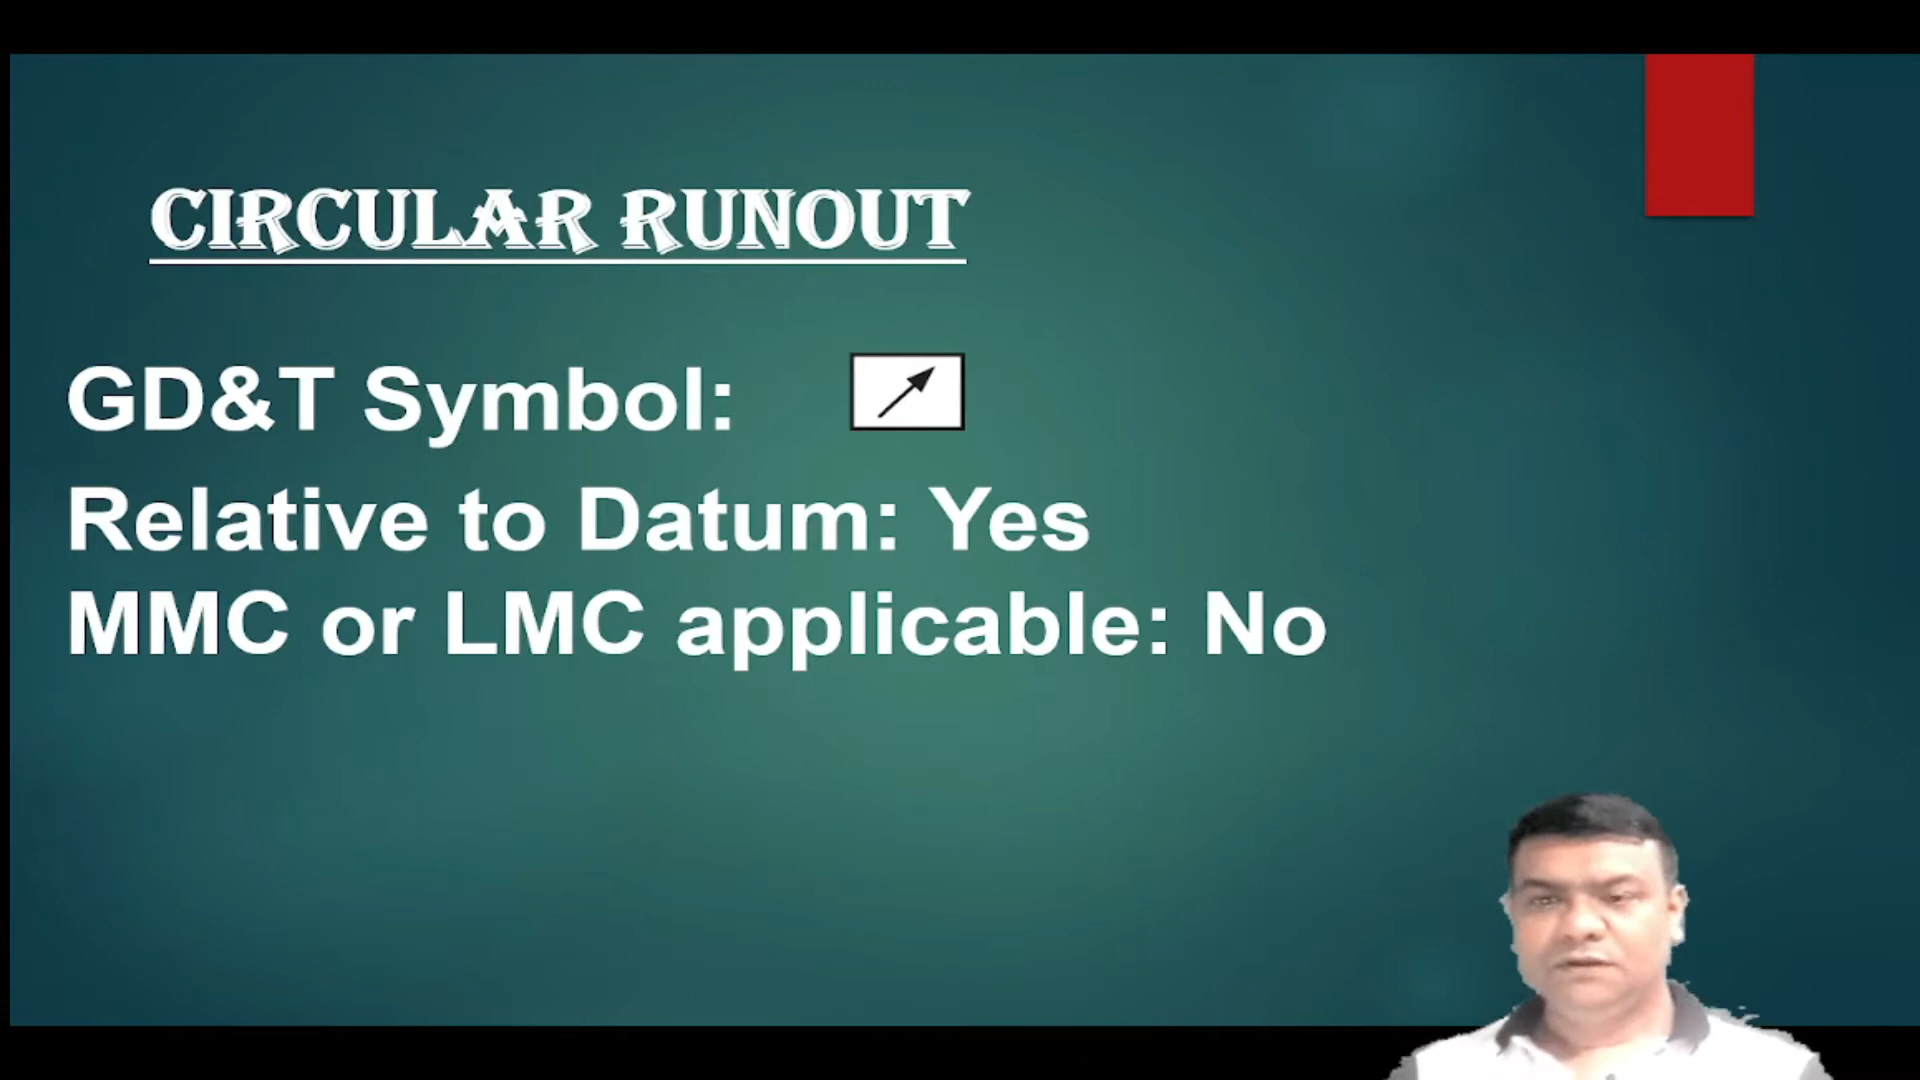 CIRCULAR RUNOUT
GD&T Symbol:
Relative to Datum: Yes
MMC or LMC applicable: No